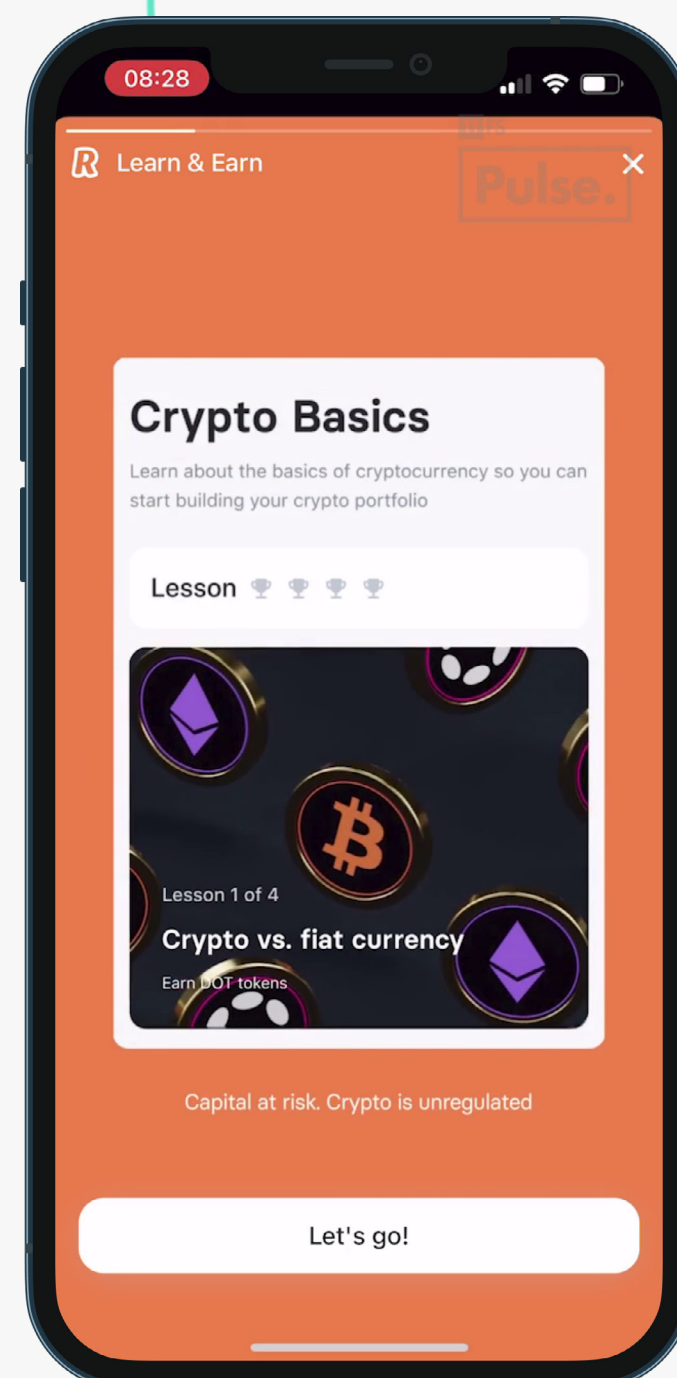 08:28
R Learn & Earn
Pulse.
Crypto Basics
Learn about the basics of cryptocurrency so you can
start building your crypto portfolio
Lesson
Lesson 1 of 4
Crypto vs. fiat currency
Earn DOT tokens
Capital at risk. Crypto is unregulated
Let's go!